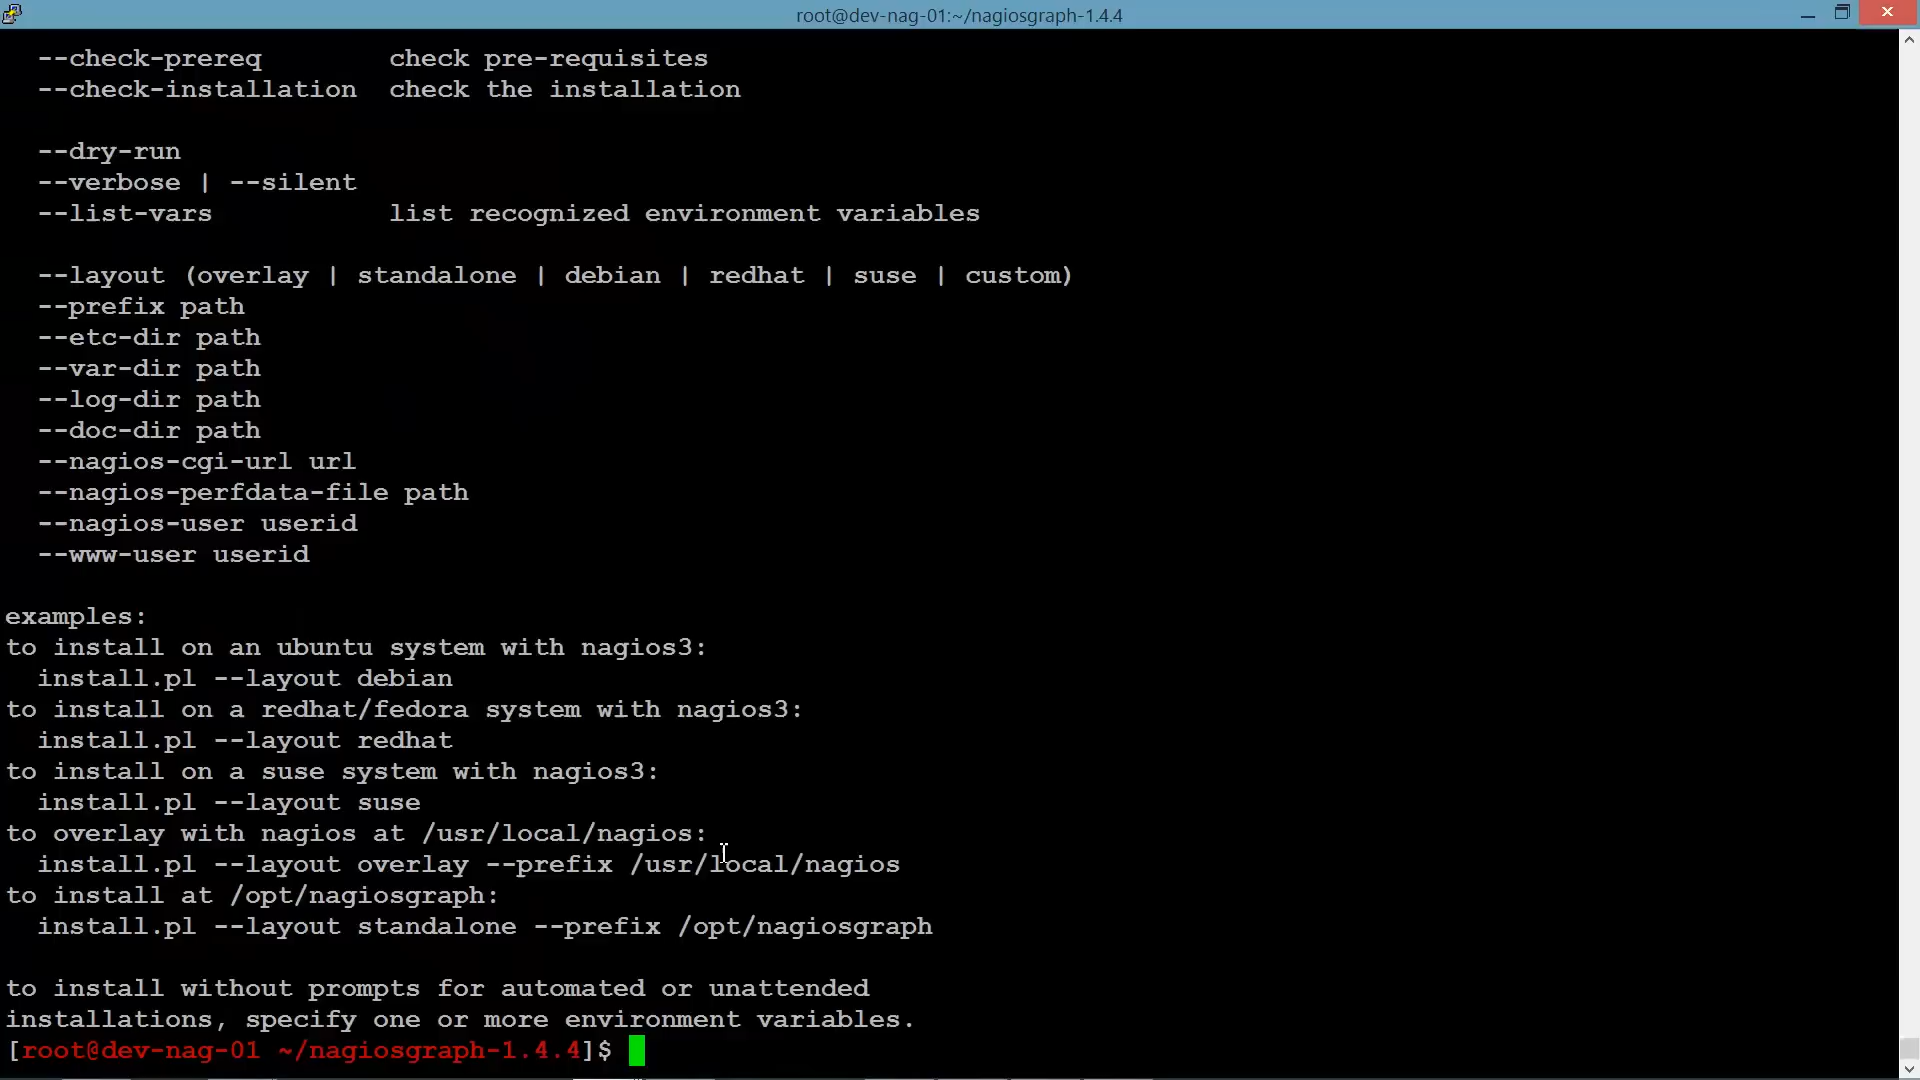 root@dev-nag-01:~/nagiosgraph-1.4.4
--check-prereq        check pre-requisites
--check-installation  check the installation
--dry-run
--verbose | --silent
--list-vars           list recognized environment variables
--layout (overlay | standalone | debian | redhat | suse | custom)
--prefix path
--etc-dir path
--var-dir path
--log-dir path
--doc-dir path
--nagios-cgi-url url
--nagios-perfdata-file path
--nagios-user userid
--www-user userid
examples:
to install on an ubuntu system with nagios3:
install.pl --layout debian
to install on a redhat/fedora system with nagios3:
install.pl --layout redhat
to install on a suse system with nagios3:
install.pl --layout suse
to overlay with nagios at /usr/local/nagios:
install.pl --layout overlay --prefix /usr/local/nagios
to install at /opt/nagiosgraph:
install.pl --layout standalone --prefix /opt/nagiosgraph
to install without prompts for automated or unattended
installations, specify one or more environment variables.
[root@dev-nag-01 ~/nagiosgraph-1.4.4]$